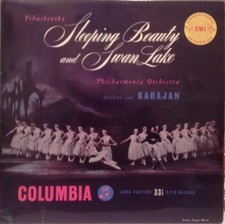 Tchaikovsky
Sleeping Beauty
and Swan Lake
EMI
Philharmonia Orchestra
Herbert von KARAJAN
COLUMBIA
LONG PLAYING 33⅓ R.P.M. RECORD